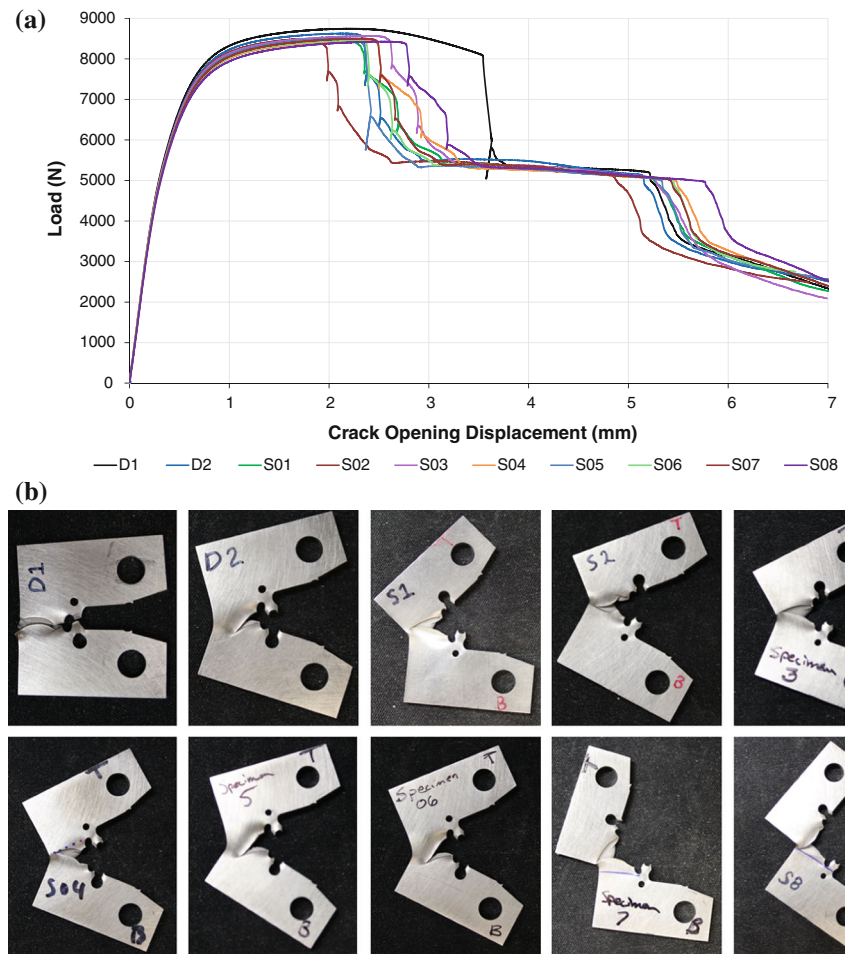 (a)
9000
8000
7000
6000
5000
4000
3000
2000
1000
0
Load (N)
0 1 2 3 4 5 6 7
Crack Opening Displacement (mm)
D1 D2 S01 S02 S03 S04 S05 S06 S07 S08
(b)
D1
D2
S1
T
B
S2
T
B
Specimen
3
T
S04
B
T
Specimen
5
B
T
Specimen
06
B
T
Specimen
7
B
S8